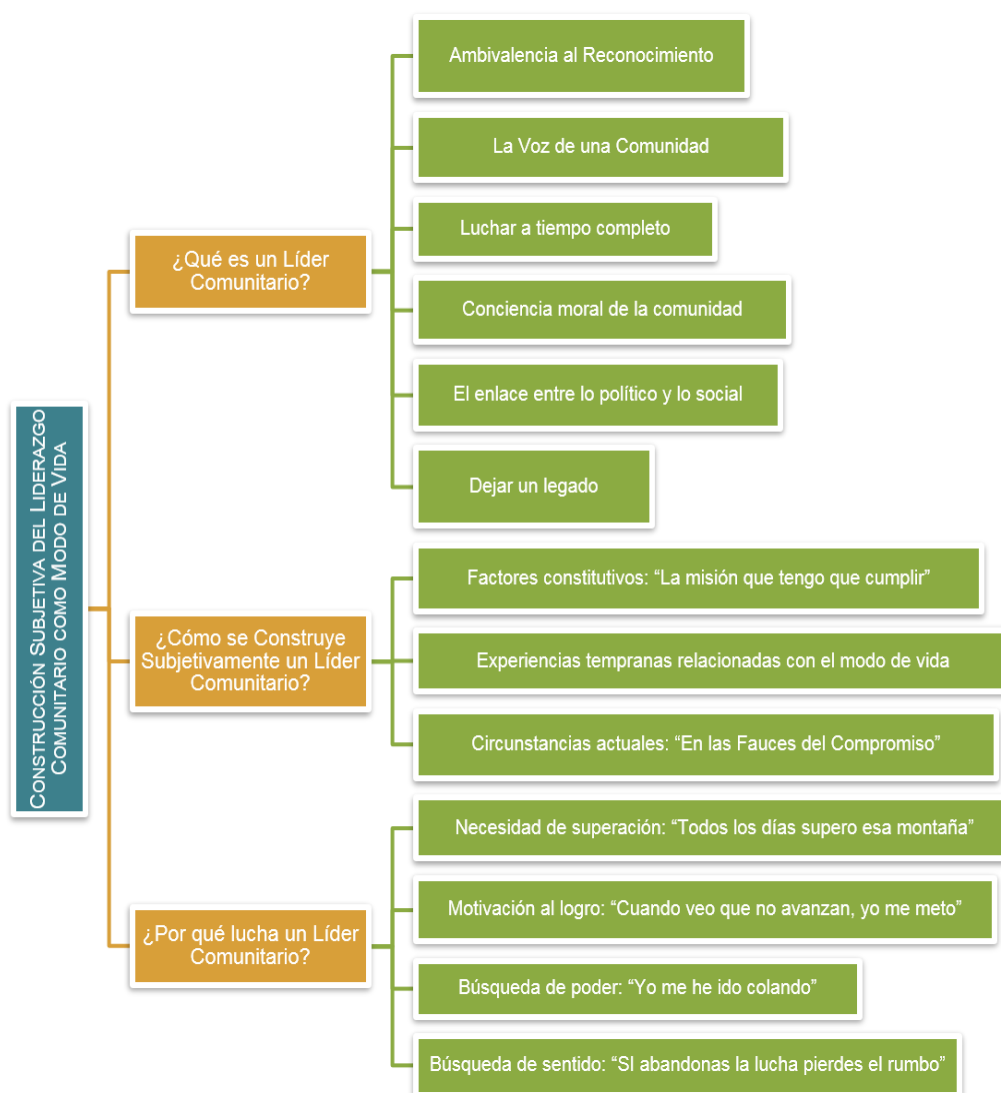 CONSTRUCCIÓN SUBJETIVA DEL LIDERAZGO
COMUNITARIO COMO MODO DE VIDA
¿Qué es un Líder
Comunitario?
Ambivalencia al Reconocimiento
La Voz de una Comunidad
Luchar a tiempo completo
Conciencia moral de la comunidad
El enlace entre lo político y lo social
Dejar un legado
¿Cómo se Construye
Subjetivamente un Líder
Comunitario?
Factores constitutivos: “La misión que tengo que cumplir”
Experiencias tempranas relacionadas con el modo de vida
Circunstancias actuales: “En las Fauces del Compromiso”
¿Por qué lucha un Líder
Comunitario?
Necesidad de superación: “Todos los días supero esa montaña”
Motivación al logro: “Cuando veo que no avanzan, yo me meto”
Búsqueda de poder: “Yo me he ido colando”
Búsqueda de sentido: “SI abandonas la lucha pierdes el rumbo”